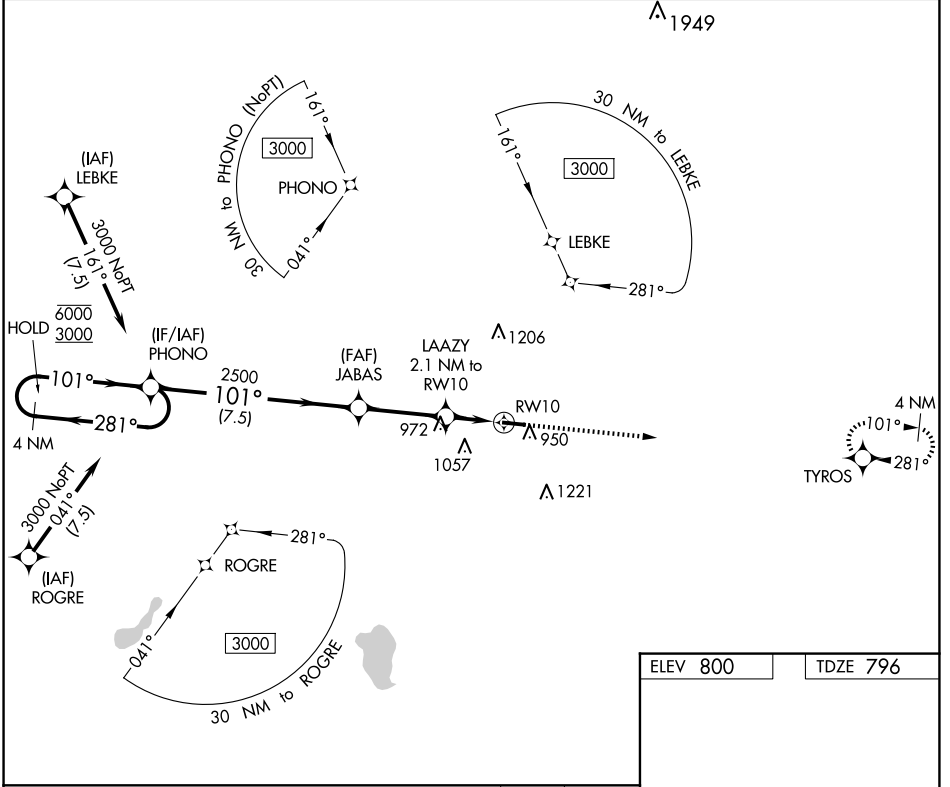 1949
30 NM to PHONO (NoPT)
161°
3000
PHONO
041°
30 NM to LEBKE
161°
3000
LEBKE
281°
(IAF)
LEBKE
3000 NoPT
161°
(7.5)
6000
3000
HOLD
(IF/IAF)
PHONO
101°
281°
4 NM
2500
101°
(7.5)
(FAF)
JABAS
LAAZY
2.1 NM to
RW10
1206
RW10
972
950
1057
1221
4 NM
101°
281°
TYROS
3000 NoPT
041°
(7.5)
(IAF)
ROGRE
281°
ROGRE
041°
3000
30 NM to ROGRE
ELEV 800
TDZE 796